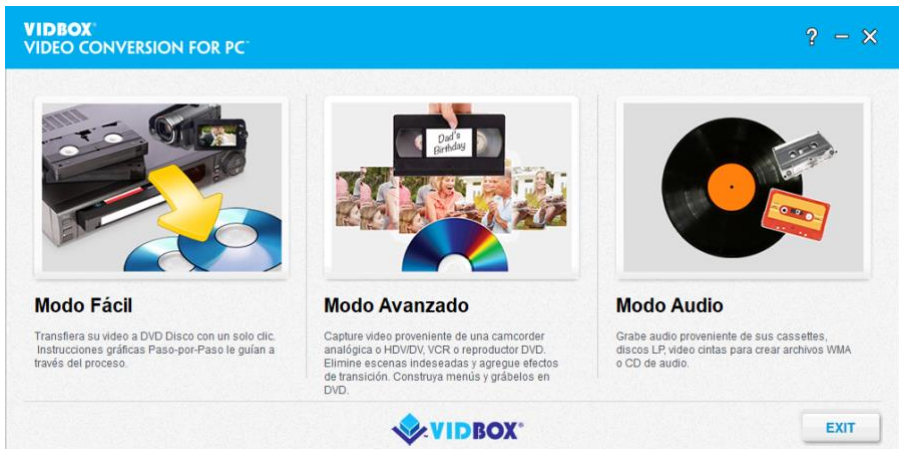 VIDBOX®
VIDEO CONVERSION FOR PC™
? – ×
Dad's
Birthday
Modo Fácil
Transfiera su video a DVD Disco con un solo clic.
Instrucciones gráficas Paso-por-Paso le guían a
través del proceso.
Modo Avanzado
Capture video proveniente de una camcorder
analógica o HDV/DV, VCR o reproductor DVD.
Elimine escenas indeseadas y agregue efectos
de transición. Construya menús y grábelos en
DVD.
Modo Audio
Grabe audio proveniente de sus cassettes,
discos LP, video cintas para crear archivos WMA
o CD de audio.
VIDBOX®
EXIT